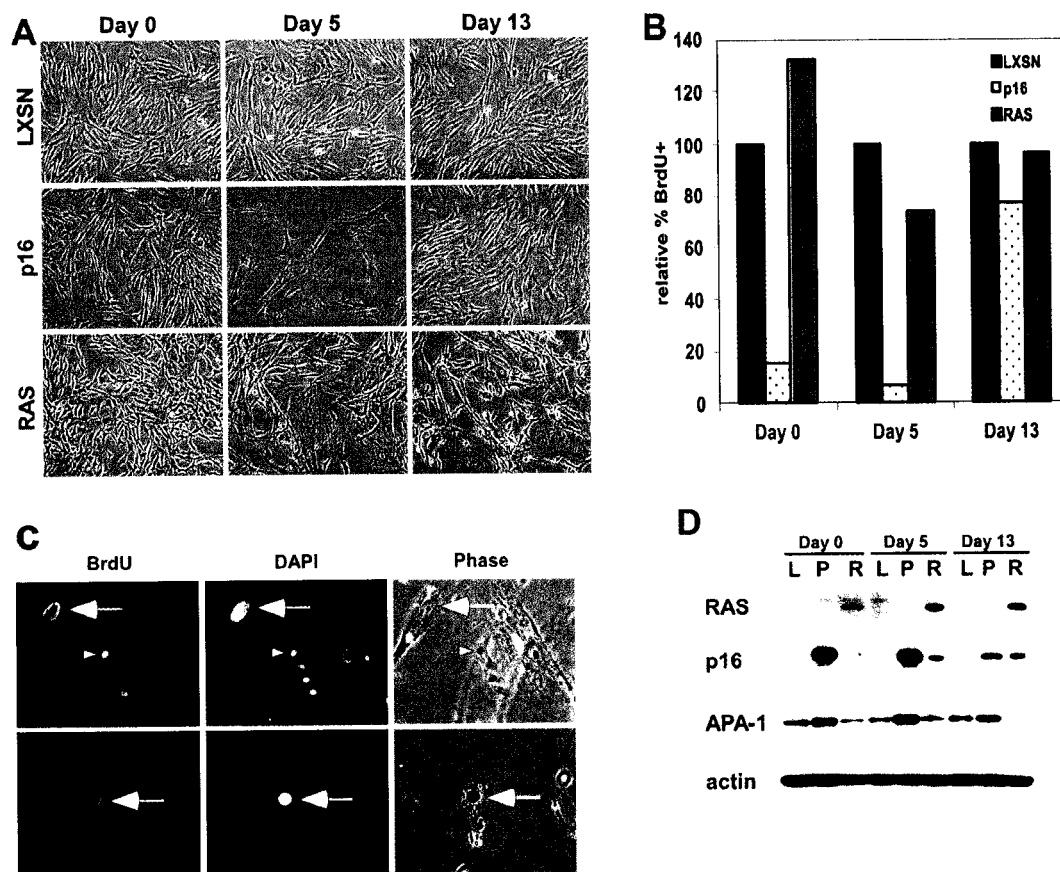 A
Day 0 Day 5 Day 13
LXSN
p16
RAS
B
140
120
100
80
60
40
20
0
relative % BrdU+
LXSN
p16
RAS
Day 0 Day 5 Day 13
C
BrdU DAPI Phase
D
Day 0 Day 5 Day 13
L P R L P R L P R
RAS
p16
APA-1
actin